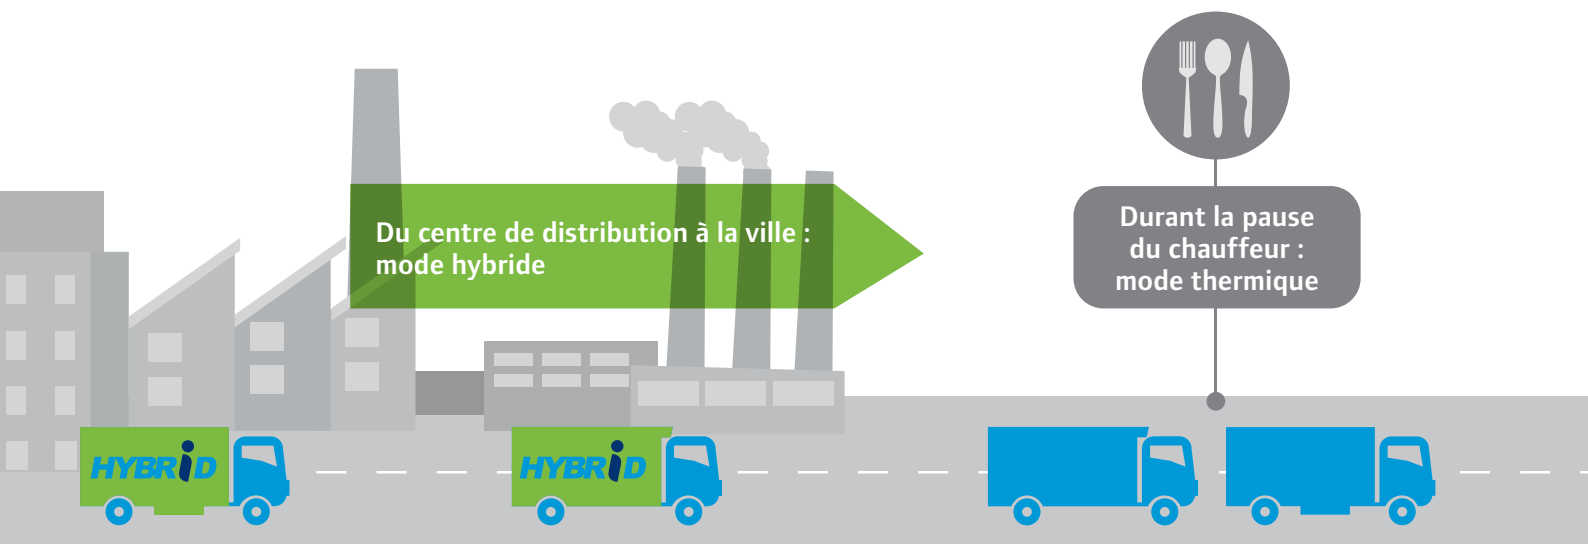 Du centre de distribution à la ville :
mode hybride
Durant la pause
du chauffeur :
mode thermique
HYBRiD
HYBRiD